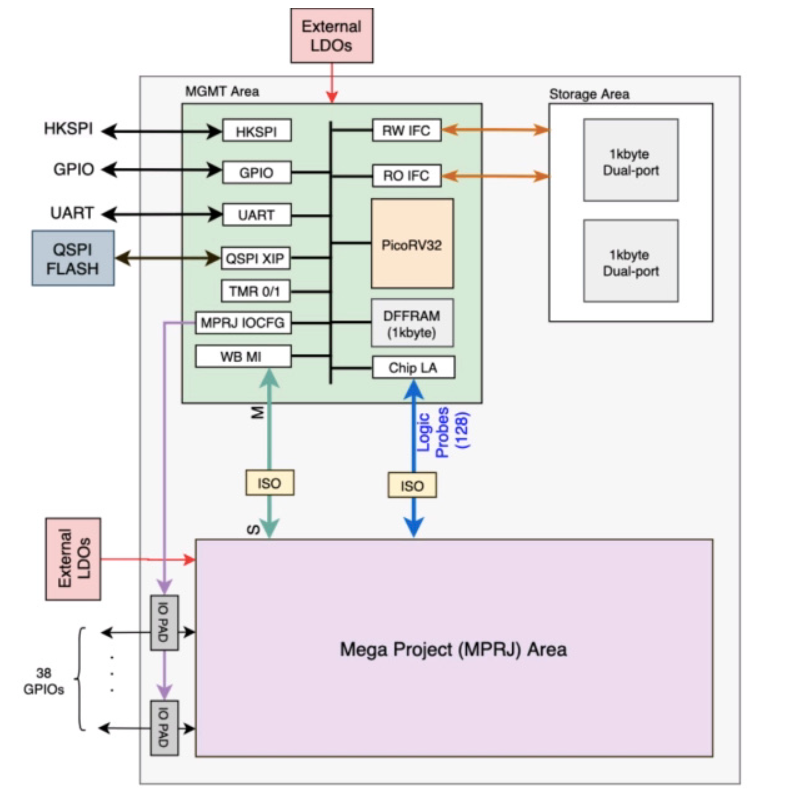 External
LDOs
MGMT Area
Storage Area
HKSPI
HKSPI
RW IFC
GPIO
GPIO
RO IFC
1kbyte
Dual-port
UART
UART
QSPI
FLASH
QSPI XIP
PicoRV32
1kbyte
Dual-port
TMR 0/1
MPRJ IOCFG
DFFRAM
(1kbyte)
WB MI
Chip LA
M
Logic
Probes
(128)
ISO
ISO
S
External
LDOs
IO PAD
Mega Project (MPRJ) Area
38
GPIOs
IO PAD